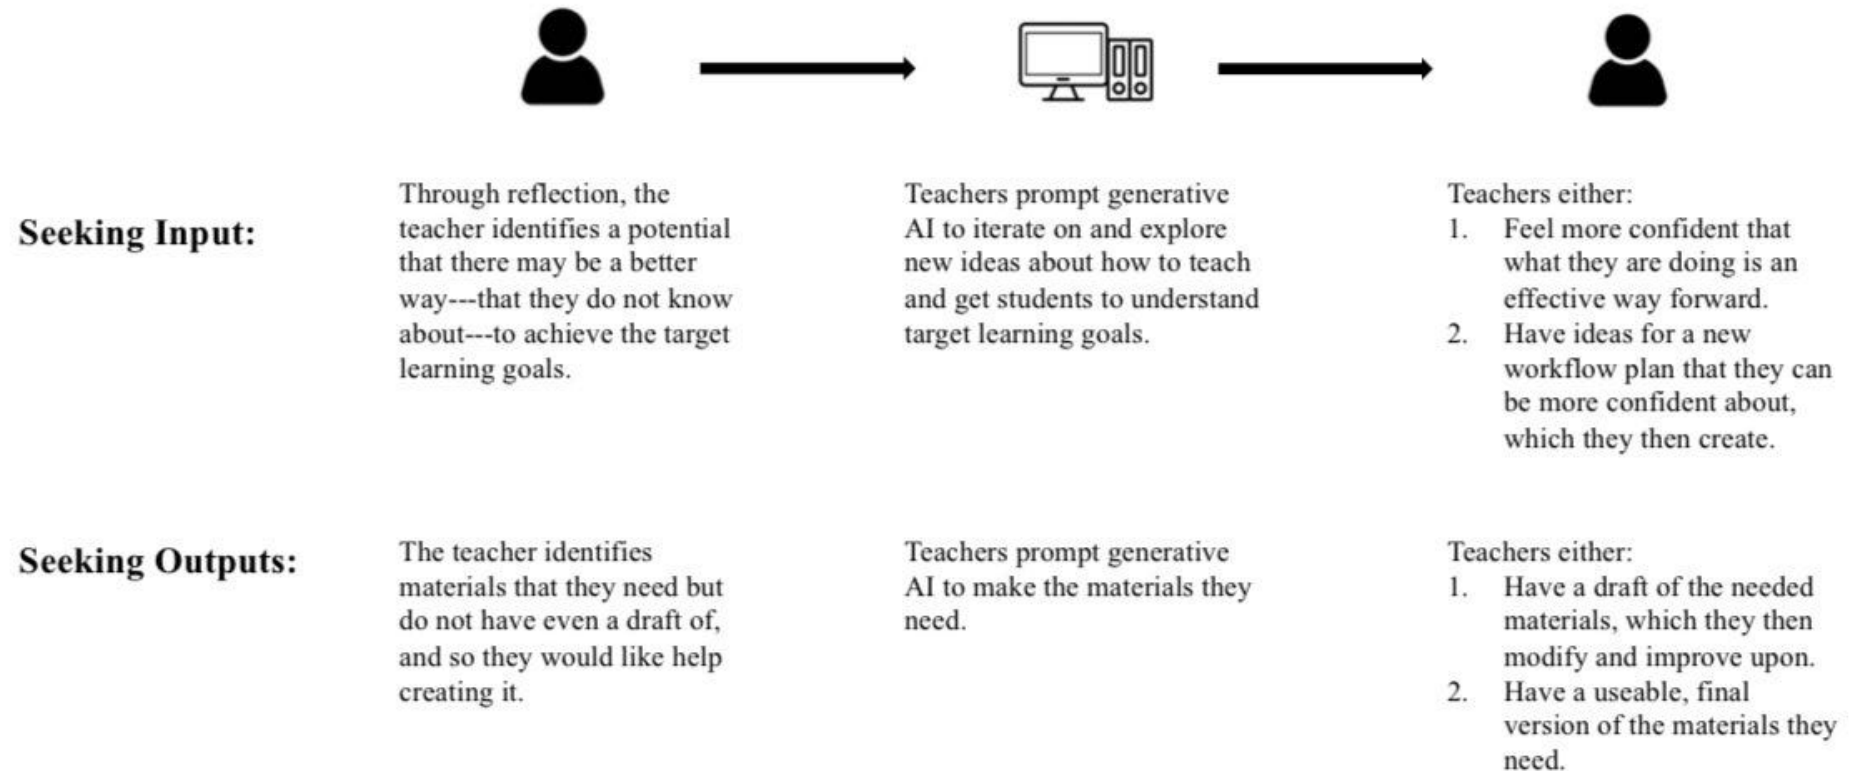 Seeking Input:
Through reflection, the
teacher identifies a potential
that there may be a better
way---that they do not know
about---to achieve the target
learning goals.
Teachers prompt generative
AI to iterate on and explore
new ideas about how to teach
and get students to understand
target learning goals.
Teachers either:
1. Feel more confident that
what they are doing is an
effective way forward.
2. Have ideas for a new
workflow plan that they can
be more confident about,
which they then create.
Seeking Outputs:
The teacher identifies
materials that they need but
do not have even a draft of,
and so they would like help
creating it.
Teachers prompt generative
AI to make the materials they
need.
Teachers either:
1. Have a draft of the needed
materials, which they then
modify and improve upon.
2. Have a useable, final
version of the materials they
need.